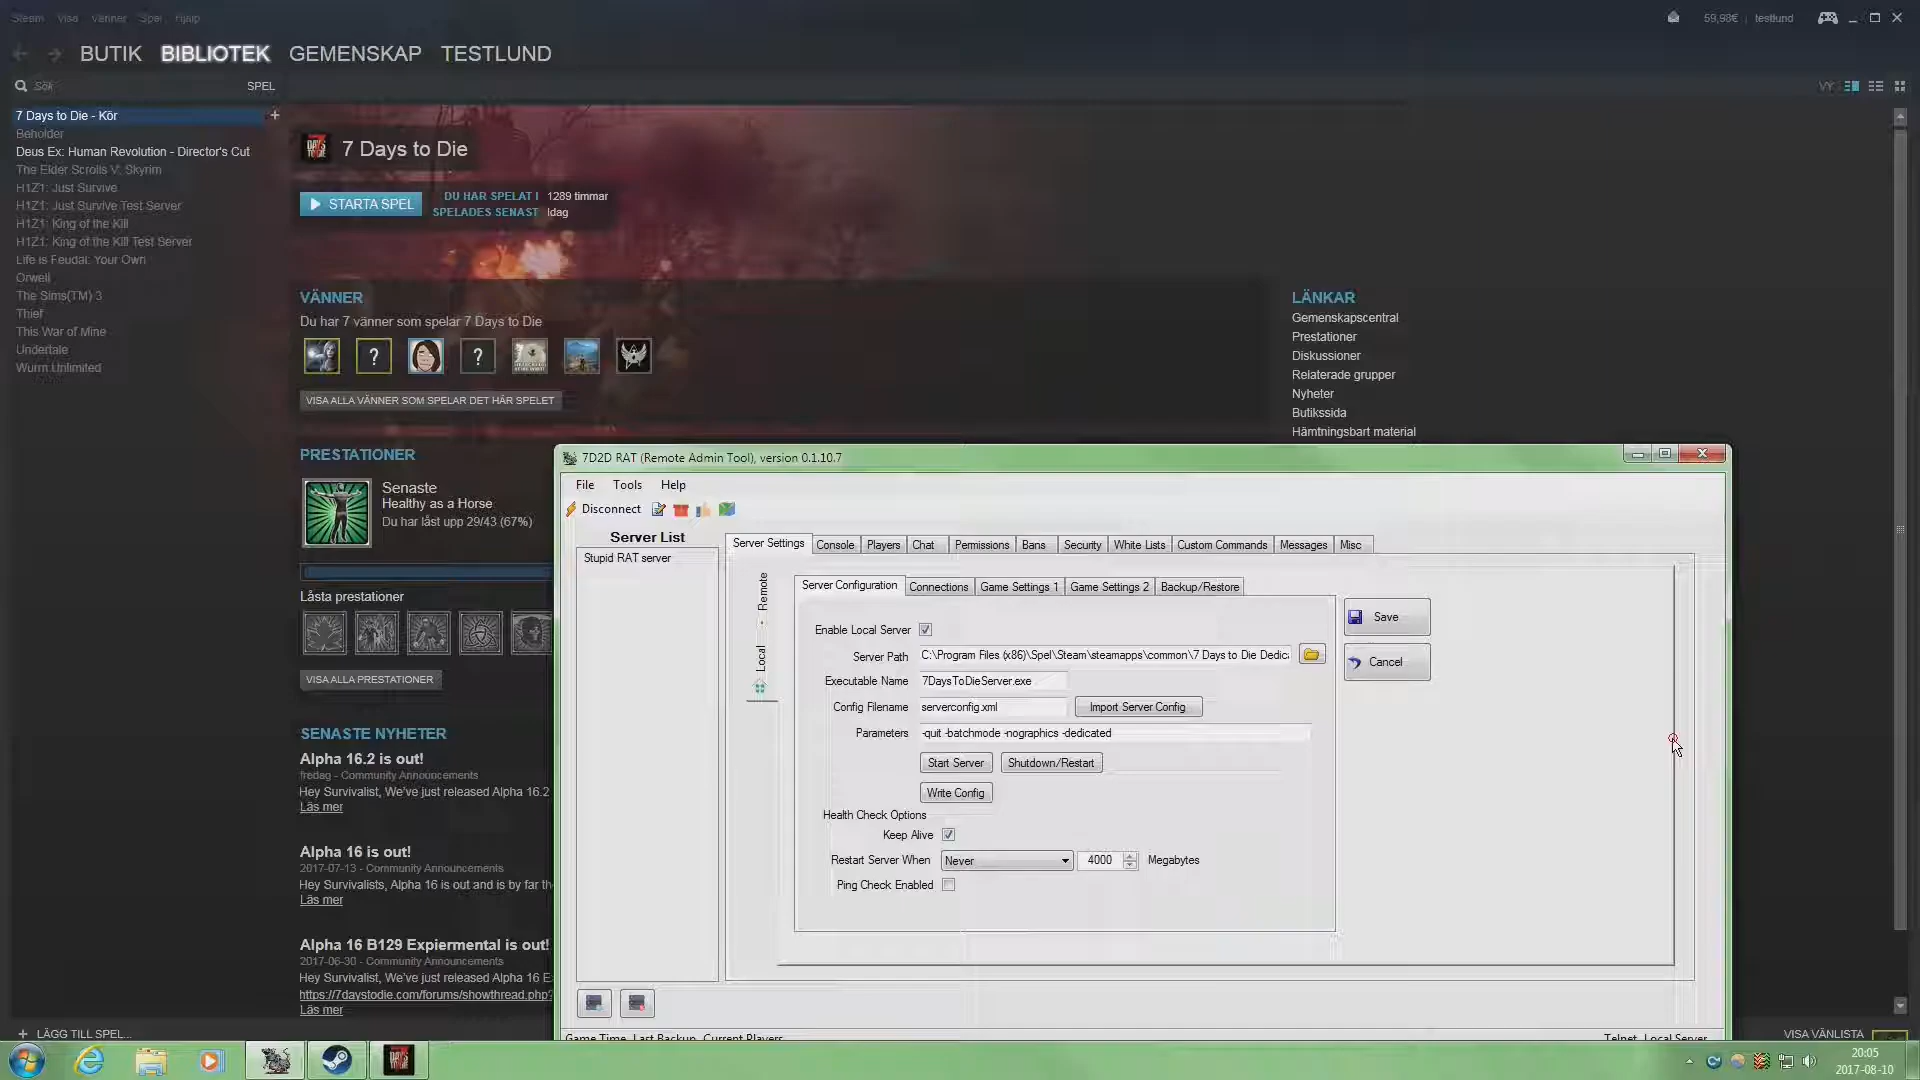 Steam Visa Vänner Spel Hjälp
59,98€ testlund
BUTIK BIBLIOTEK GEMENSKAP TESTLUND
Sök SPEL
VY
7 Days to Die - Kör
Beholder
Deus Ex: Human Revolution - Director's Cut
The Elder Scrolls V: Skyrim
H1Z1: Just Survive
H1Z1: Just Survive Test Server
H1Z1: King of the Kill
H1Z1: King of the Kill Test Server
Life is Feudal: Your Own
Orwell
The Sims(TM) 3
Thief
This War of Mine
Undertale
Wurm Unlimited
7 Days to Die
STARTA SPEL
DU HAR SPELAT I 1289 timmar
SPELADES SENAST Idag
VÄNNER
Du har 7 vänner som spelar 7 Days to Die
? ?
VISA ALLA VÄNNER SOM SPELAR DET HÄR SPELET
LÄNKAR
Gemenskapscentral
Prestationer
Diskussioner
Relaterade grupper
Nyheter
Butikssida
Hämtningsbart material
PRESTATIONER
Senaste
Healthy as a Horse
Du har låst upp 29/43 (67%)
Låsta prestationer
VISA ALLA PRESTATIONER
SENASTE NYHETER
Alpha 16.2 is out!
fredag - Community Announcements
Hey Survivalist, We've just released Alpha 16.2
Läs mer
Alpha 16 is out!
2017-07-13 - Community Announcements
Hey Survivalists, Alpha 16 is out and is by far th
Läs mer
Alpha 16 B129 Expiermental is out!
2017-06-30 - Community Announcements
Hey Survivalist, We've just released Alpha 16 E
https://7daystodie.com/forums/showthread.php?
Läs mer
LÄGG TILL SPEL...
VISA VÄNLISTA
7D2D RAT (Remote Admin Tool), version 0.1.10.7
File Tools Help
Disconnect
Server List
Stupid RAT server
Server Settings Console Players Chat Permissions Bans Security White Lists Custom Commands Messages Misc
Remote
Local
Server Configuration Connections Game Settings 1 Game Settings 2 Backup/Restore
Enable Local Server
Server Path C:\Program Files (x86)\Spel\Steam\steamapps\common\7 Days to Die Dedic
Executable Name 7DaysToDieServer.exe
Config Filename serverconfig.xml Import Server Config
Parameters -quit -batchmode -nographics -dedicated
Start Server Shutdown/Restart
Write Config
Health Check Options
Keep Alive
Restart Server When Never 4000 Megabytes
Ping Check Enabled
Save
Cancel
Game Time, Last Backup, Current Players
Telnet, Local Server
20:05
2017-08-10